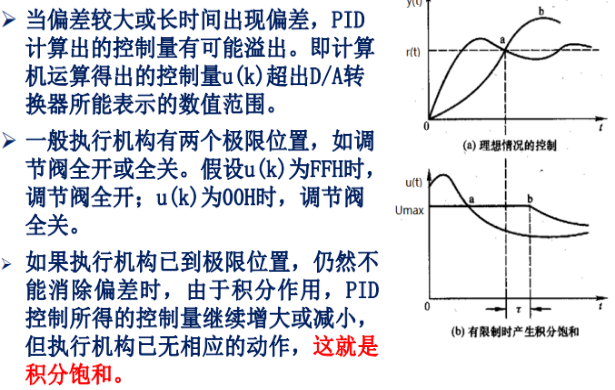 当偏差较大或长时间出现偏差，PID
计算出的控制量有可能溢出。即计算
机运算得出的控制量u(k)超出D/A转
换器所能表示的数值范围。
一般执行机构有两个极限位置，如调
节阀全开或全关。假设u(k)为FFH时，
调节阀全开；u(k)为00H时，调节阀
全关。
如果执行机构已到极限位置，仍然不
能消除偏差时，由于积分作用，PID
控制所得的控制量继续增大或减小，
但执行机构已无相应的动作，这就是
积分饱和。
y(t)
b
a
r(t)
0
t
(a) 理想情况的控制
u(t)
a
b
Umax
0
τ
t
(b) 有限制时产生积分饱和